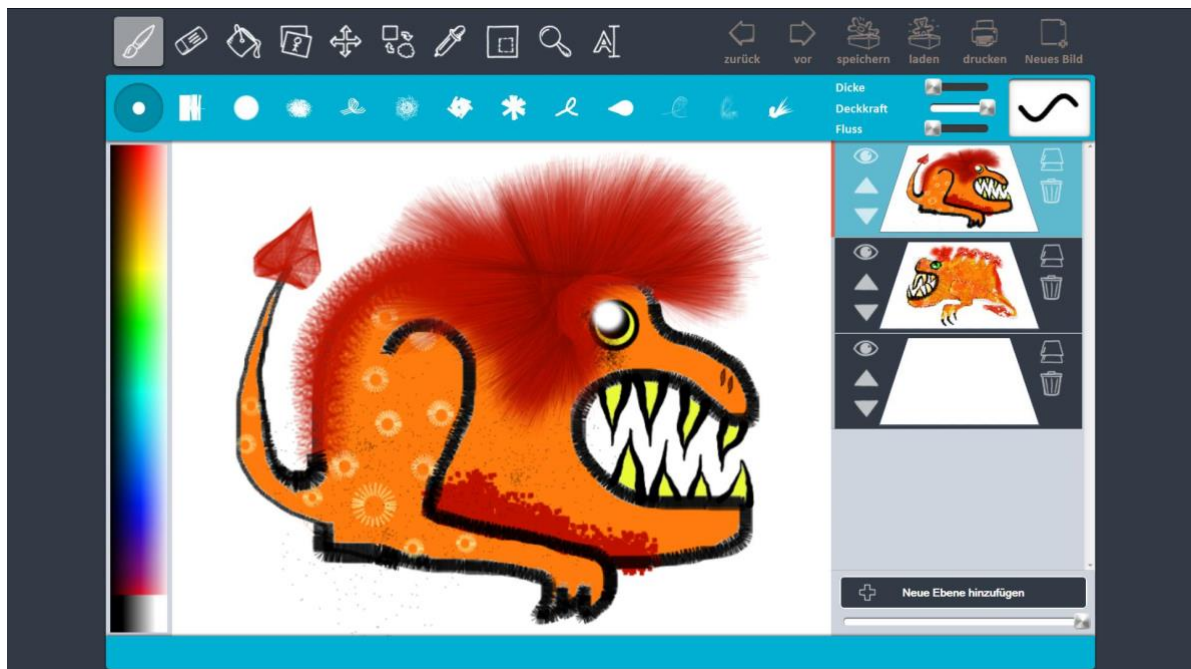 zurück vor speichern laden drucken Neues Bild
Dicke
Deckkraft
Fluss
Neue Ebene hinzufügen